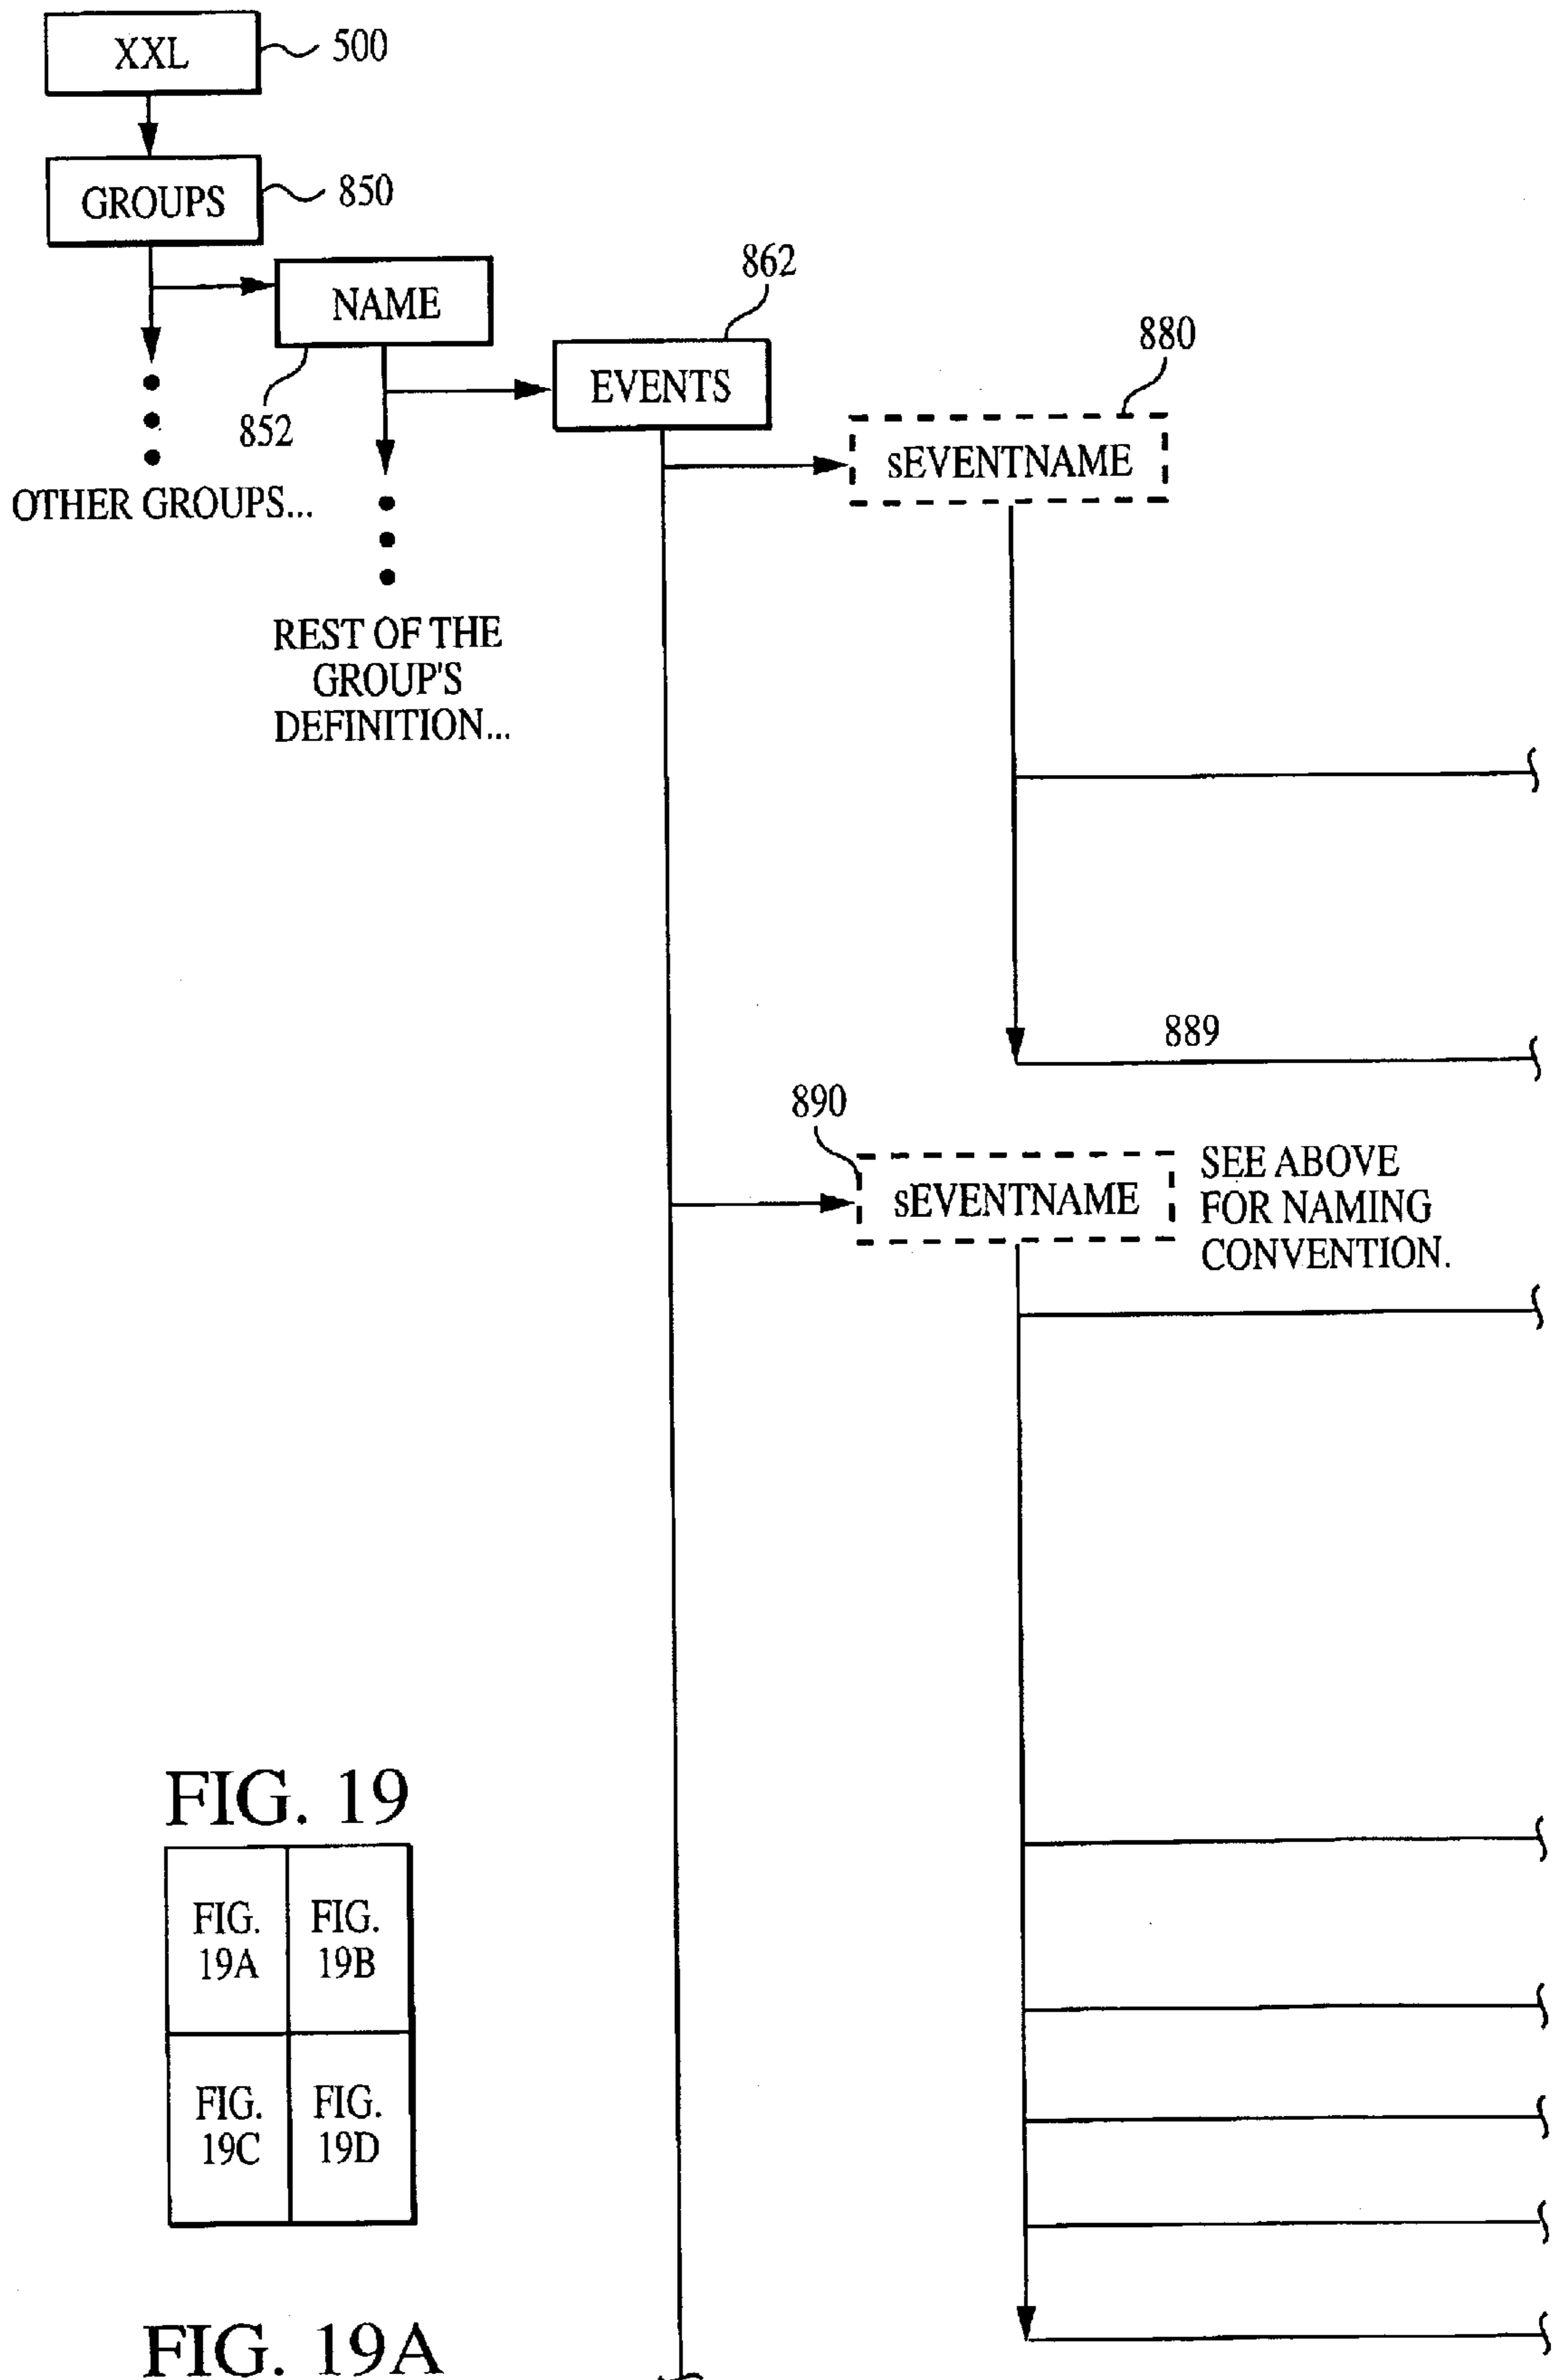 XXL
500
GROUPS
850
NAME
852
862
EVENTS
880
sEVENTNAME
OTHER GROUPS...
REST OF THE
GROUP'S
DEFINITION...
889
890
sEVENTNAME
SEE ABOVE
FOR NAMING
CONVENTION.
FIG. 19
FIG.
19A
FIG.
19B
FIG.
19C
FIG.
19D
FIG. 19A